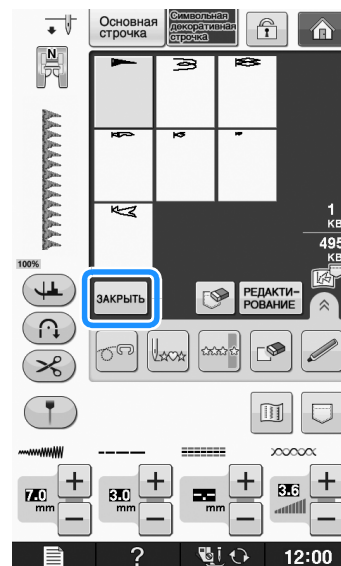 Основная
строчка
Символьная
декоративная
строчка
N
1
КВ
495
КВ
100%
ЗАКРЫТЬ
РЕДАКТИ-
РОВАНИЕ
7.0
mm
3.0
mm
mm
3.6
?
12:00